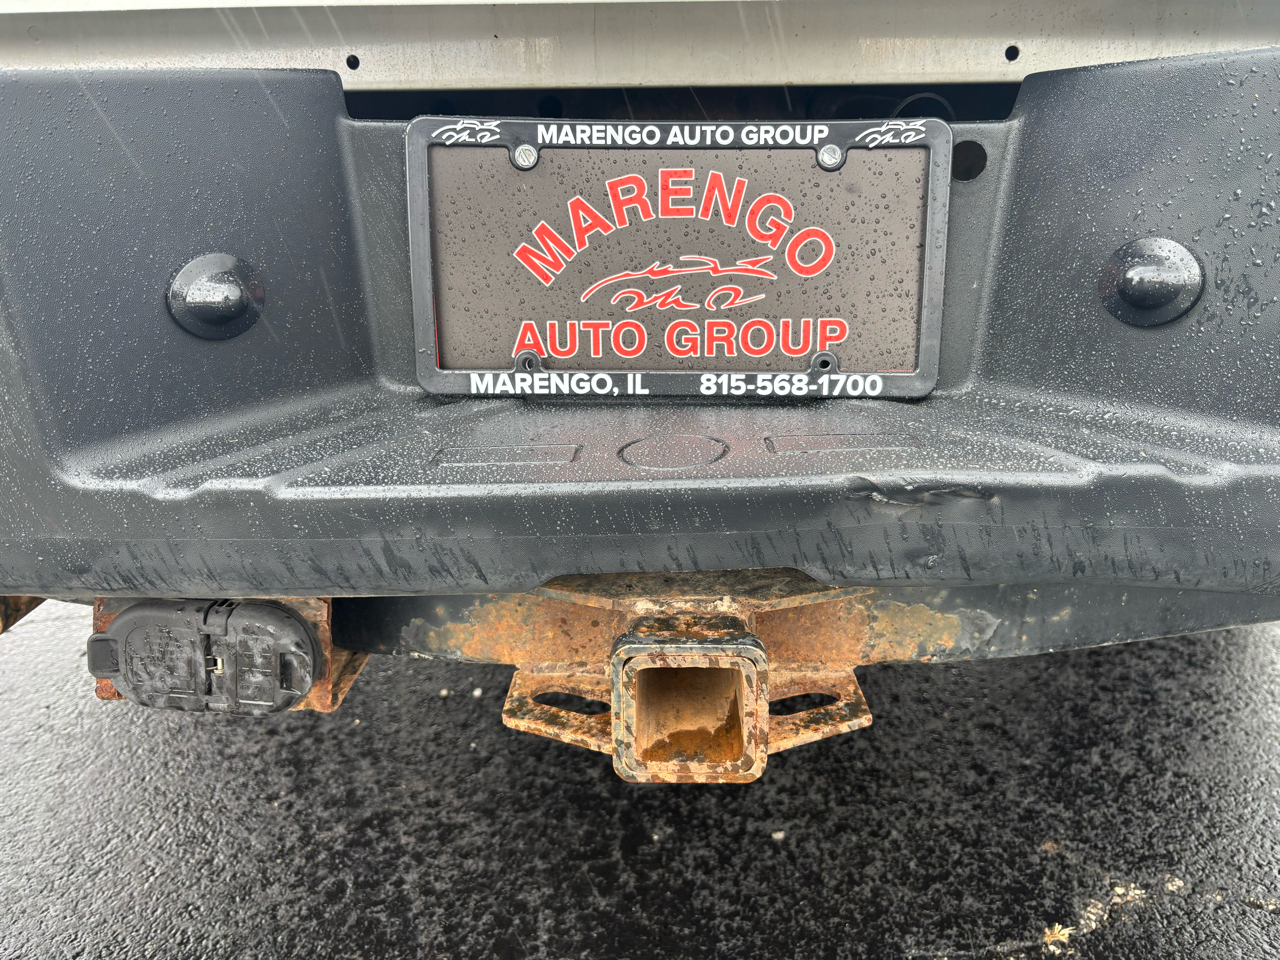 MARENGO AUTO GROUP
MARENGO
AUTO GROUP
MARENGO, IL 815-568-1700